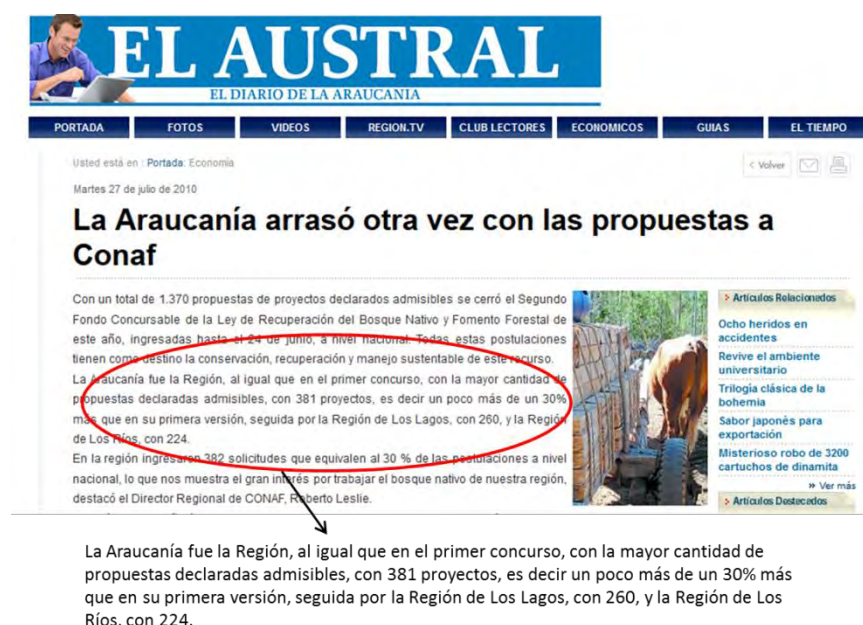 EL AUSTRAL
EL DIARIO DE LA ARAUCANIA
PORTADA FOTOS VIDEOS REGION.TV CLUB LECTORES ECONOMICOS GUIAS EL TIEMPO
Usted está en : Portada: Economía
< Volver
Martes 27 de julio de 2010
La Araucanía arrasó otra vez con las propuestas a
Conaf
Con un total de 1.370 propuestas de proyectos declarados admisibles se cerró el Segundo
Fondo Concursable de la Ley de Recuperación del Bosque Nativo y Fomento Forestal de
este año, ingresadas hasta el 24 de junio, a nivel nacional. Todas estas postulaciones
tienen como destino la conservación, recuperación y manejo sustentable de este recurso.
La Araucanía fue la Región, al igual que en el primer concurso, con la mayor cantidad de
propuestas declaradas admisibles, con 381 proyectos, es decir un poco más de un 30%
más que en su primera versión, seguida por la Región de Los Lagos, con 260, y la Región
de Los Ríos, con 224.
En la región ingresaron 382 solicitudes que equivalen al 30 % de las postulaciones a nivel
nacional, lo que nos muestra el gran interés por trabajar el bosque nativo de nuestra región,
destacó el Director Regional de CONAF, Roberto Leslie.
> Artículos Relacionados
Ocho heridos en
accidentes
Revive el ambiente
universitario
Trilogía clásica de la
bohemia
Sabor japonés para
exportación
Misterioso robo de 3200
cartuchos de dinamita
» Ver más
> Artículos Destacados
La Araucanía fue la Región, al igual que en el primer concurso, con la mayor cantidad de
propuestas declaradas admisibles, con 381 proyectos, es decir un poco más de un 30% más
que en su primera versión, seguida por la Región de Los Lagos, con 260, y la Región de Los
Ríos, con 224.